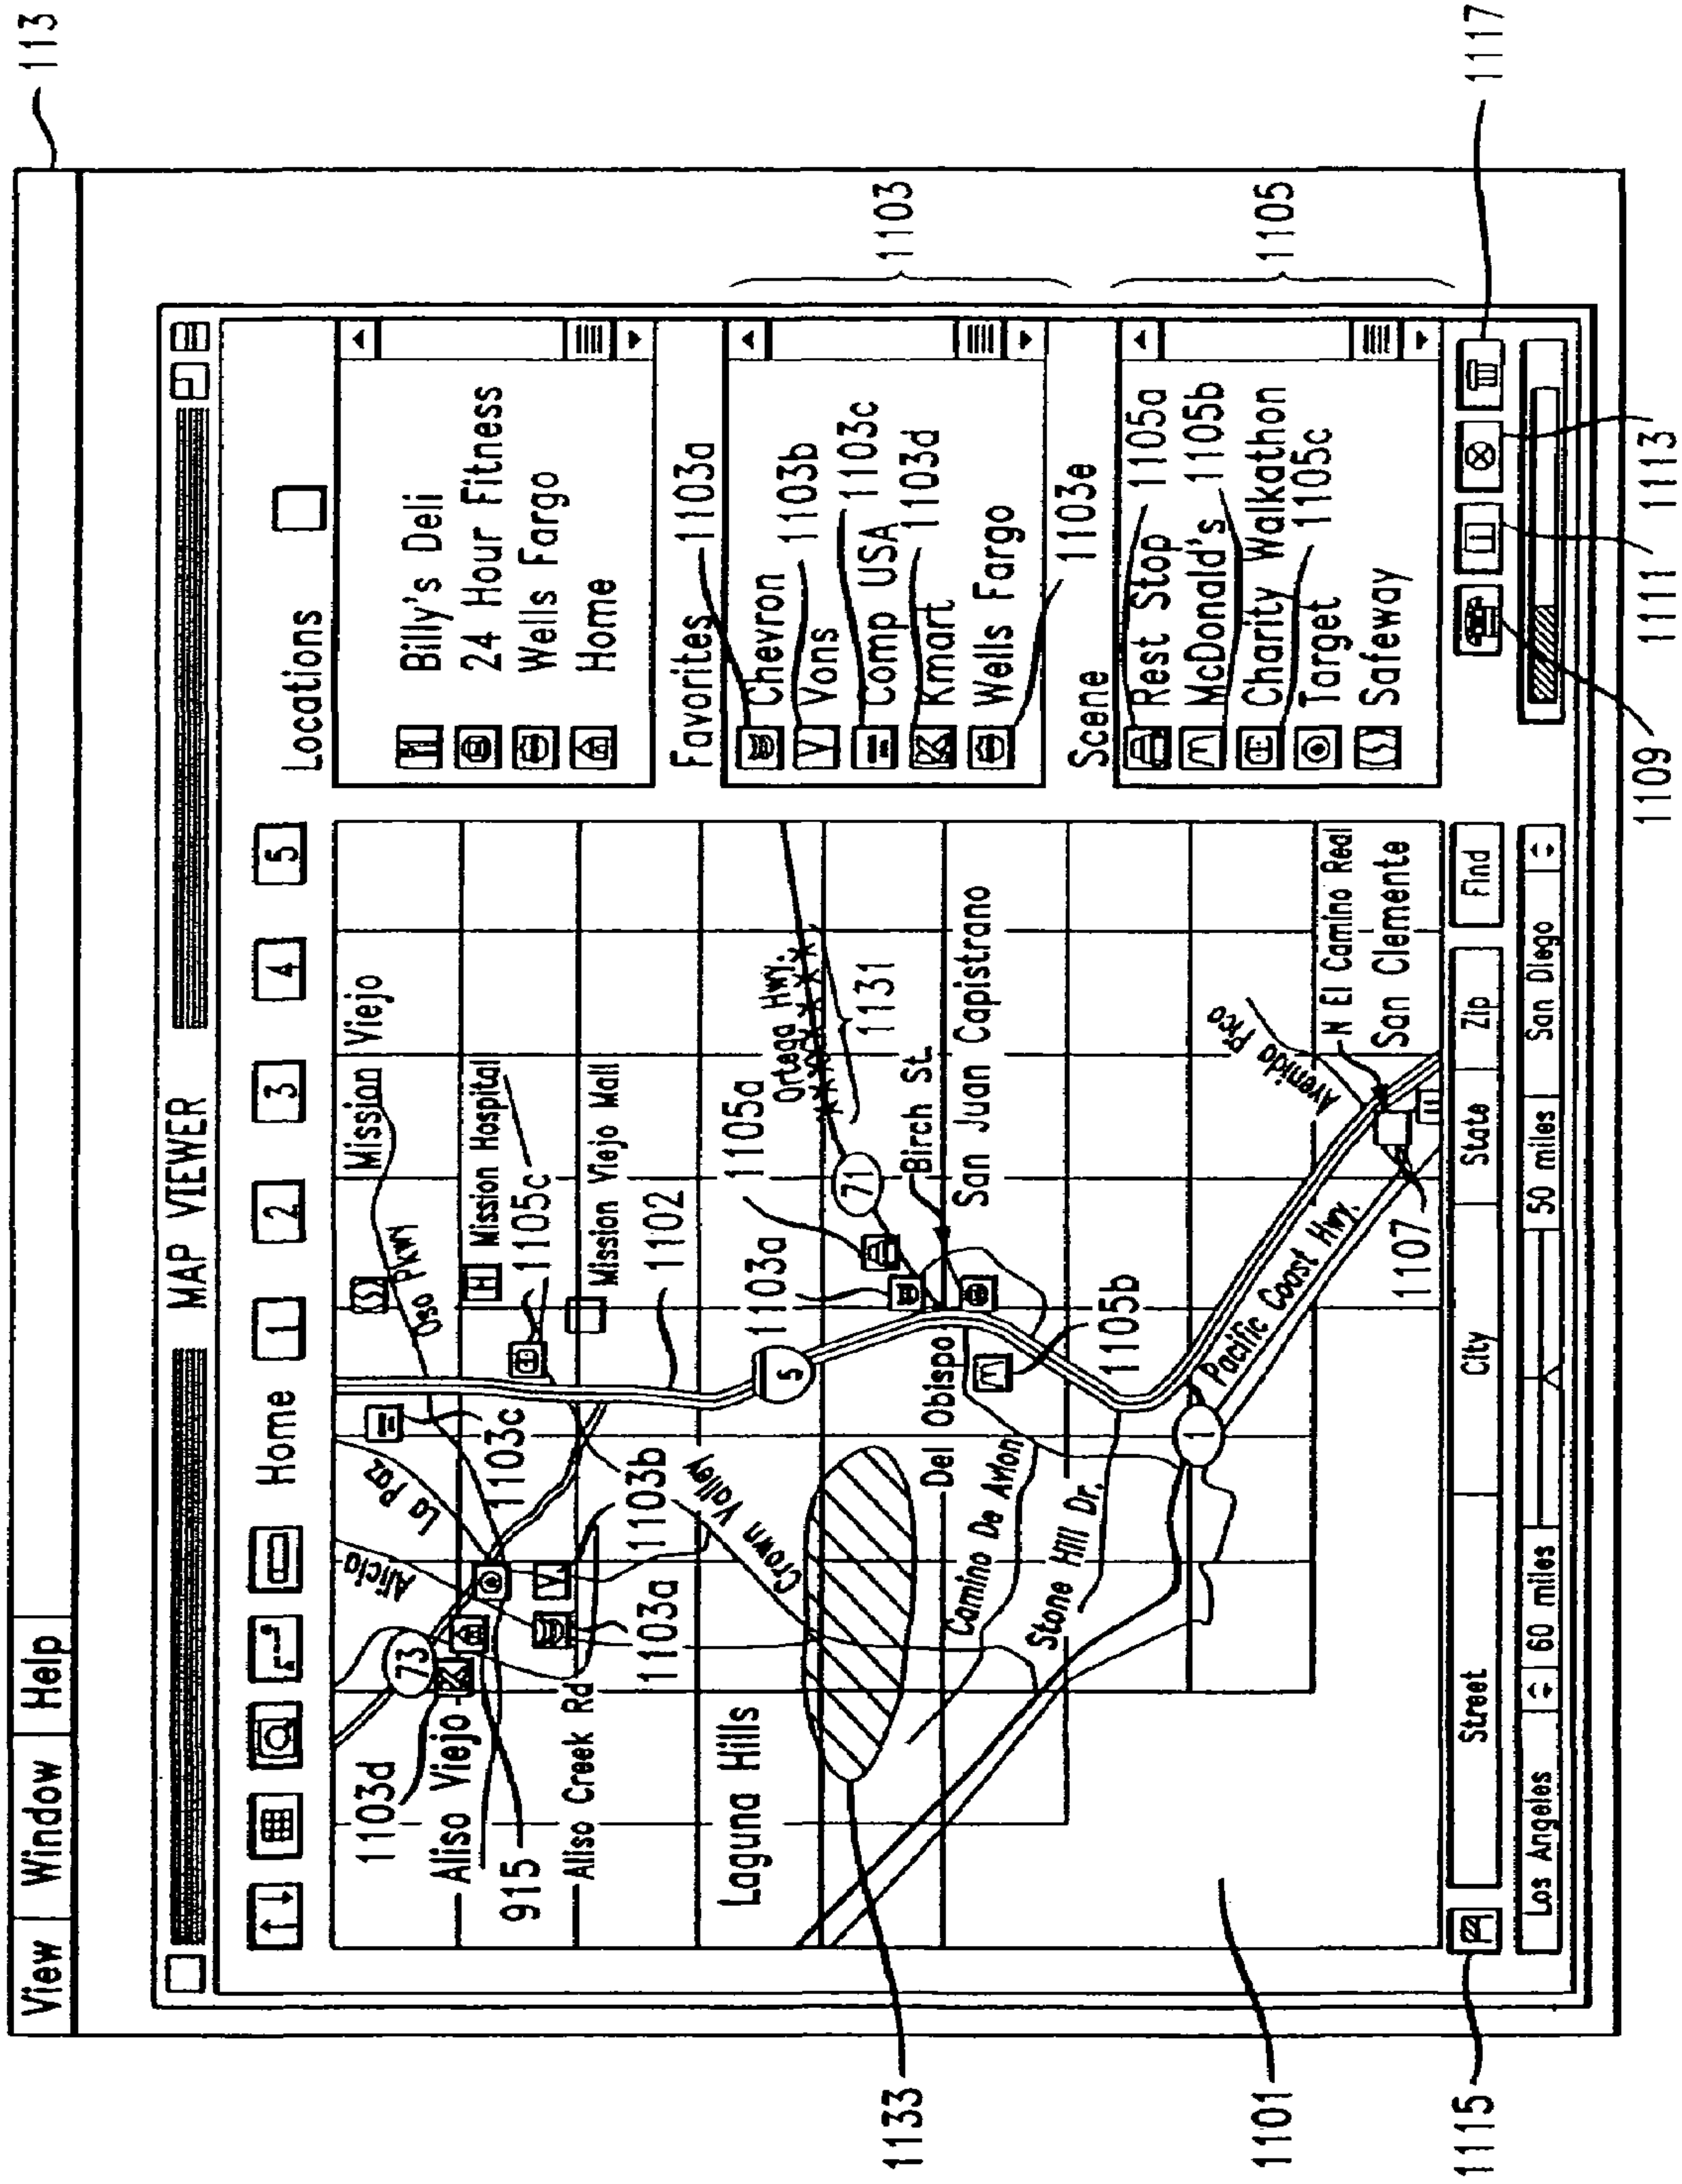 113
View Window Help
MAP VIEWER
Home 1 2 3 4 5
Locations
Billy's Deli
24 Hour Fitness
Wells Fargo
Home
Favorites
1103a
Chevron
Vons
1103b
Comp USA
1103c
Kmart
1103d
Wells Fargo
1103e
1103
Scene
Rest Stop
1105a
McDonald's
1105b
Charity Walkathon
Target
1105c
Safeway
1105
Mission Viejo
Oso Pkwy
La Paz
Alicia
73
1103d
1103c
Mission Hospital
H
1105c
Aliso Viejo
915
V
1103b
1103a
Aliso Creek Rd
Mission Viejo Mall
1102
Laguna Hills
Crown Valley
5
1103a
1105a
Ortega Hwy.
71
1131
1133
Birch St.
Del Obispo
San Juan Capistrano
Camino De Avion
Stone Hill Dr.
1105b
1
Pacific Coast Hwy.
Avenida Pico
N El Camino Real
San Clemente
1107
1101
1115
Street City State Zip Find
Los Angeles 60 miles 50 miles San Diego
1109
1111
1113
1117